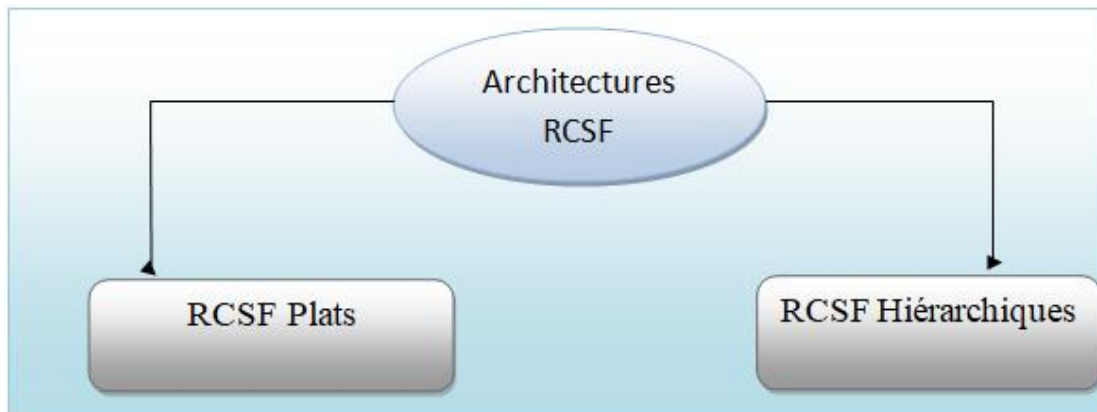 Architectures
RCSF
RCSF Plats
RCSF Hiérarchiques